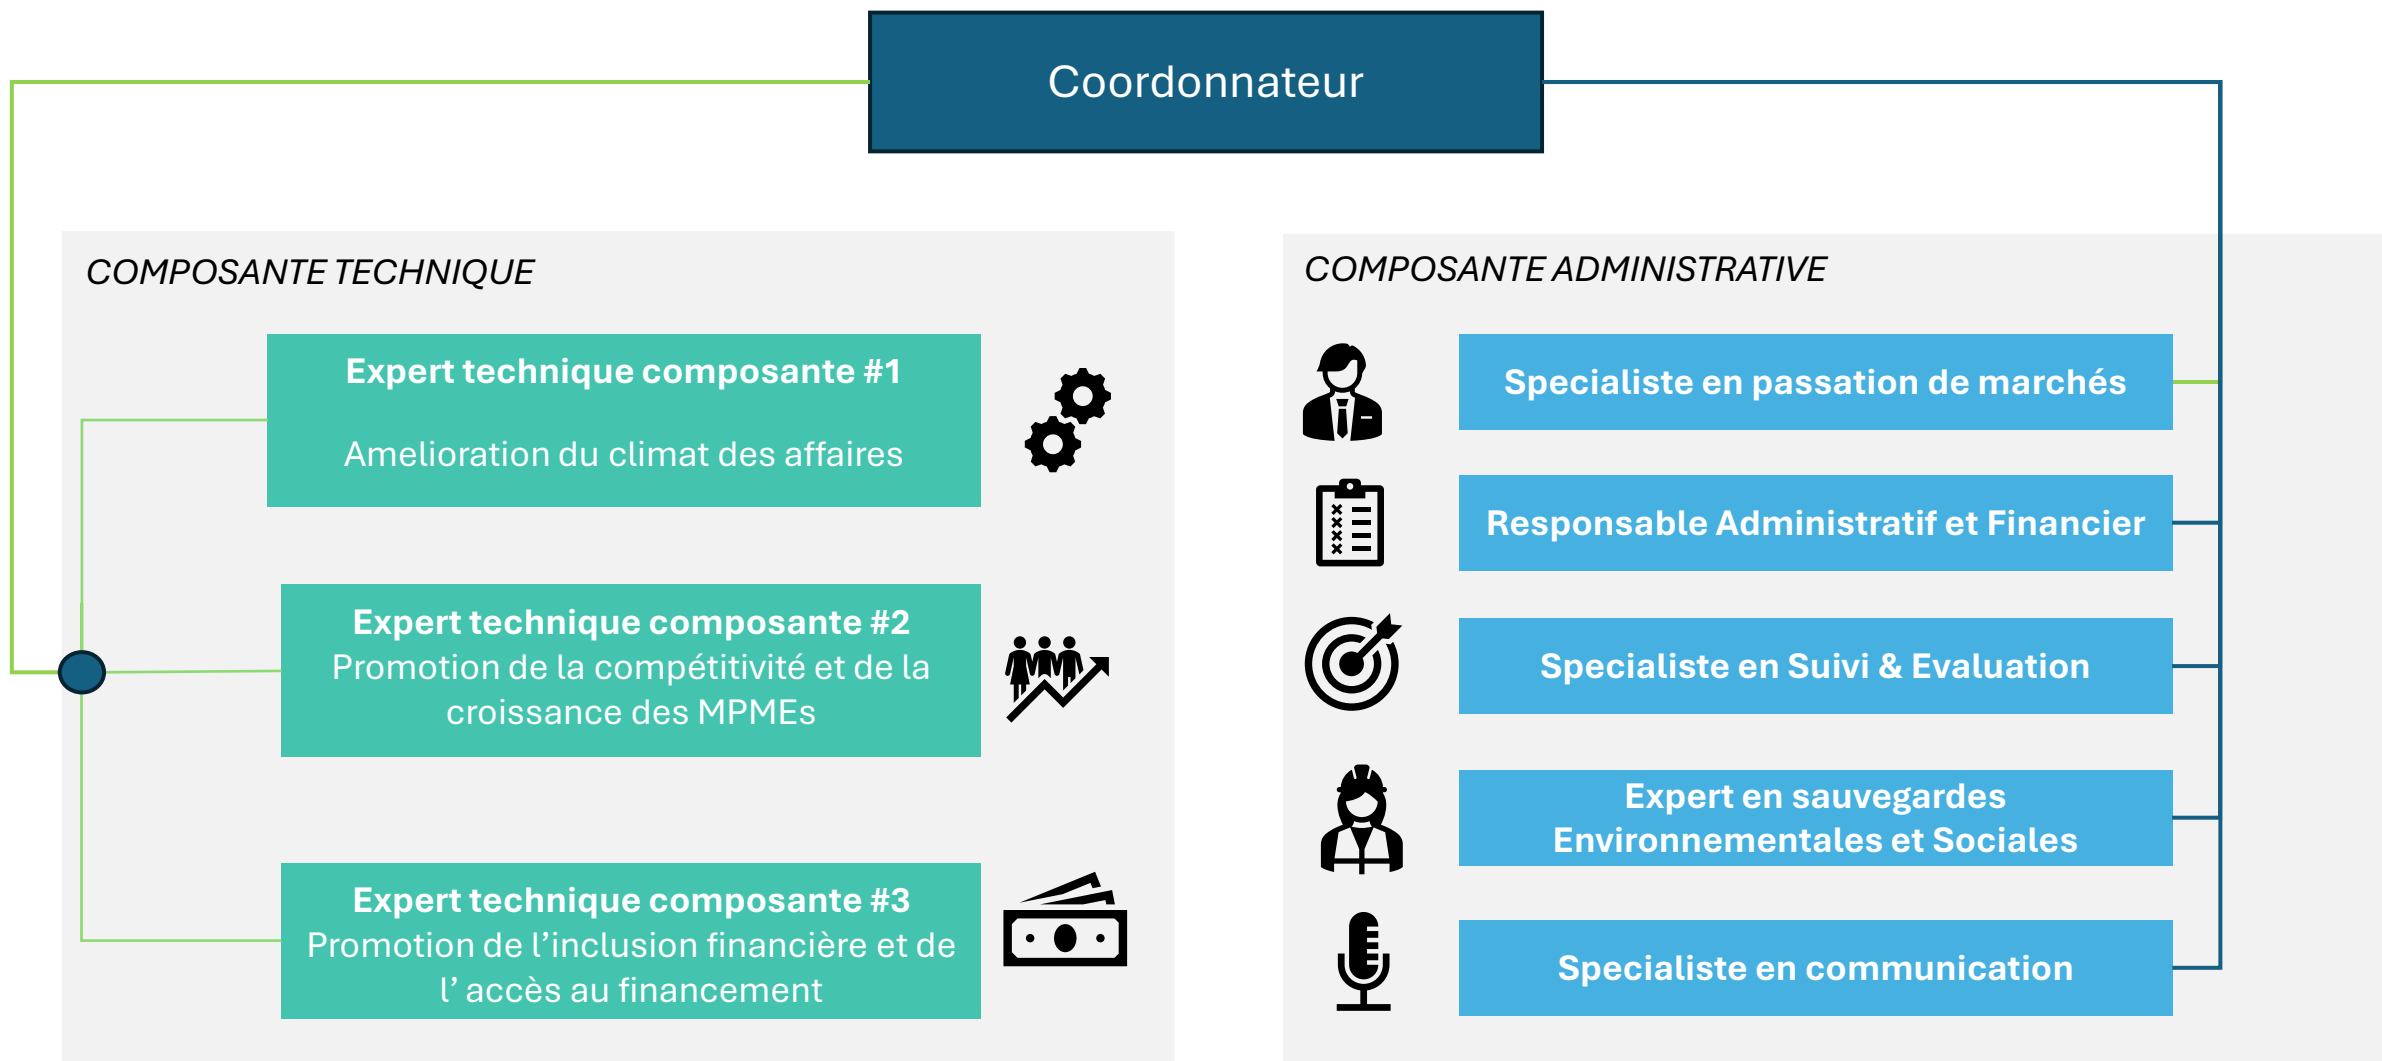 Coordonnateur
COMPOSANTE TECHNIQUE
Expert technique composante #1
Amelioration du climat des affaires
Expert technique composante #2
Promotion de la compétitivité et de la
croissance des MPMEs
Expert technique composante #3
Promotion de l’inclusion financière et de
l’ accès au financement
COMPOSANTE ADMINISTRATIVE
Specialiste en passation de marchés
Responsable Administratif et Financier
Specialiste en Suivi & Evaluation
Expert en sauvegardes
Environnementales et Sociales
Specialiste en communication